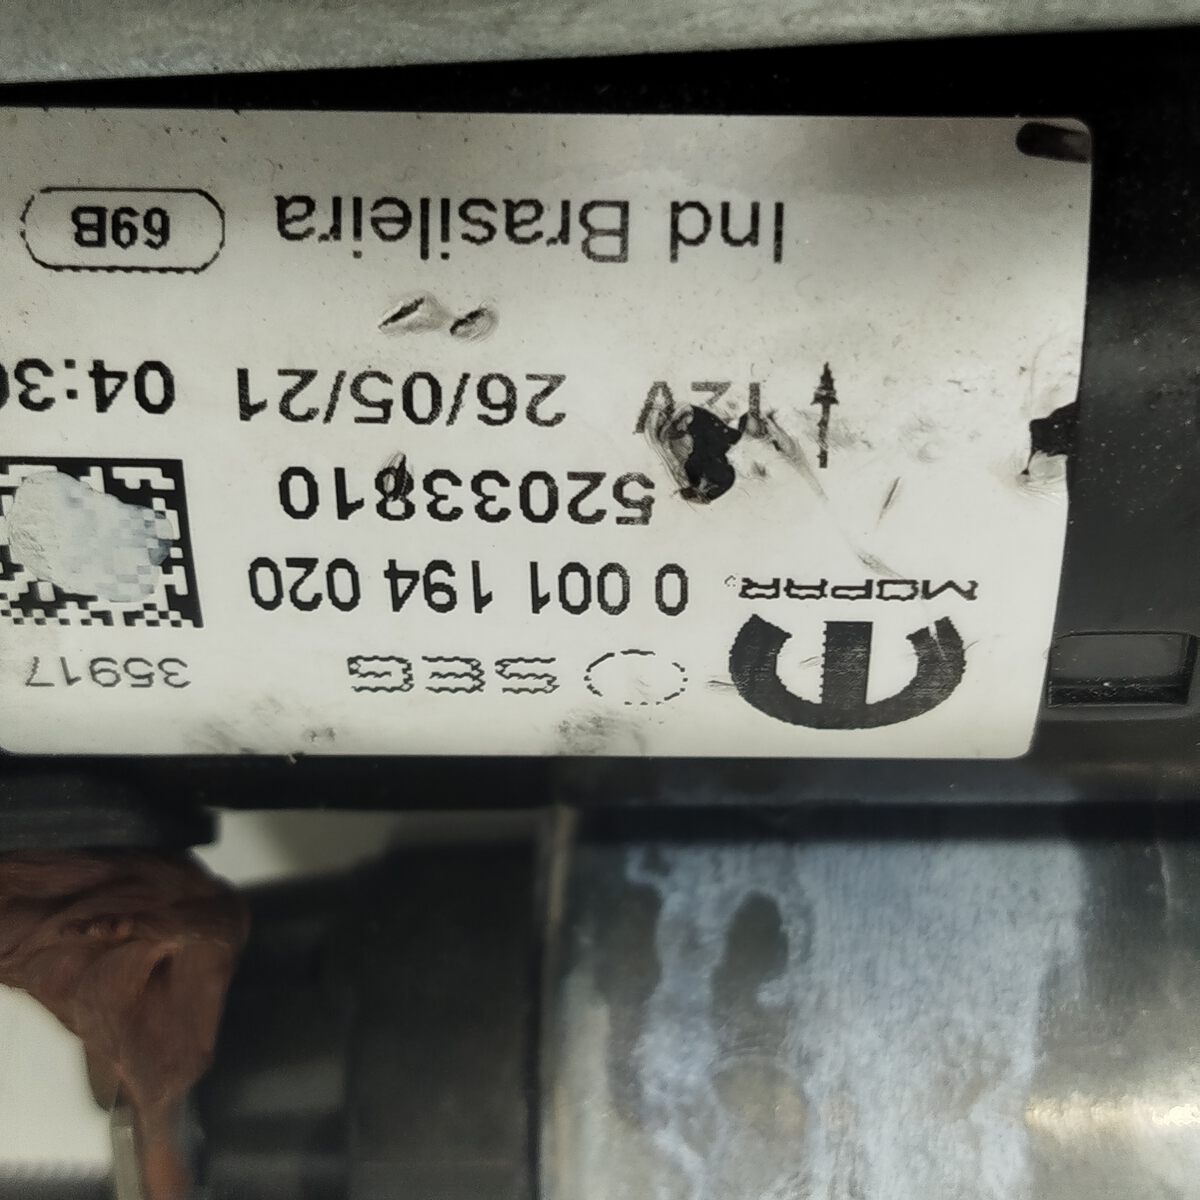 SEG 35917
MOPAR 0 001 194 020
52033810
12V 26/05/21 04:3
Ind Brasileira 69B